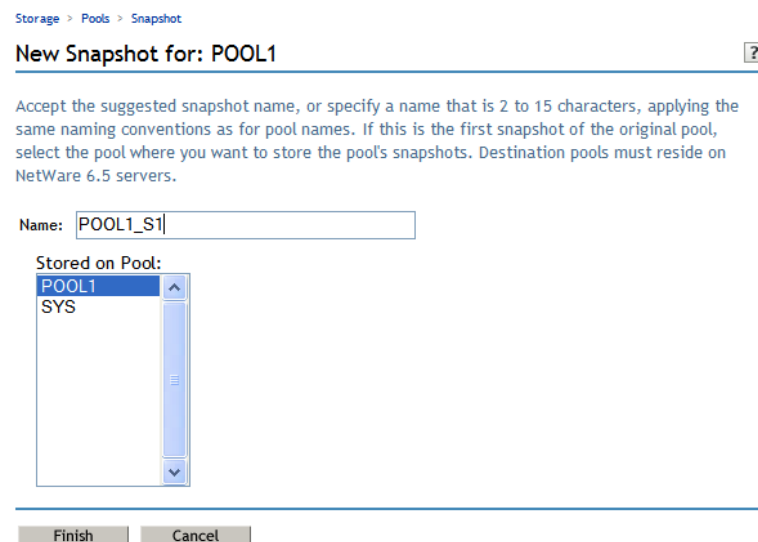 Storage > Pools > Snapshot
New Snapshot for: POOL1
?
Accept the suggested snapshot name, or specify a name that is 2 to 15 characters, applying the
same naming conventions as for pool names. If this is the first snapshot of the original pool,
select the pool where you want to store the pool's snapshots. Destination pools must reside on
NetWare 6.5 servers.
Name: POOL1_S1
Stored on Pool:
POOL1
SYS
Finish Cancel